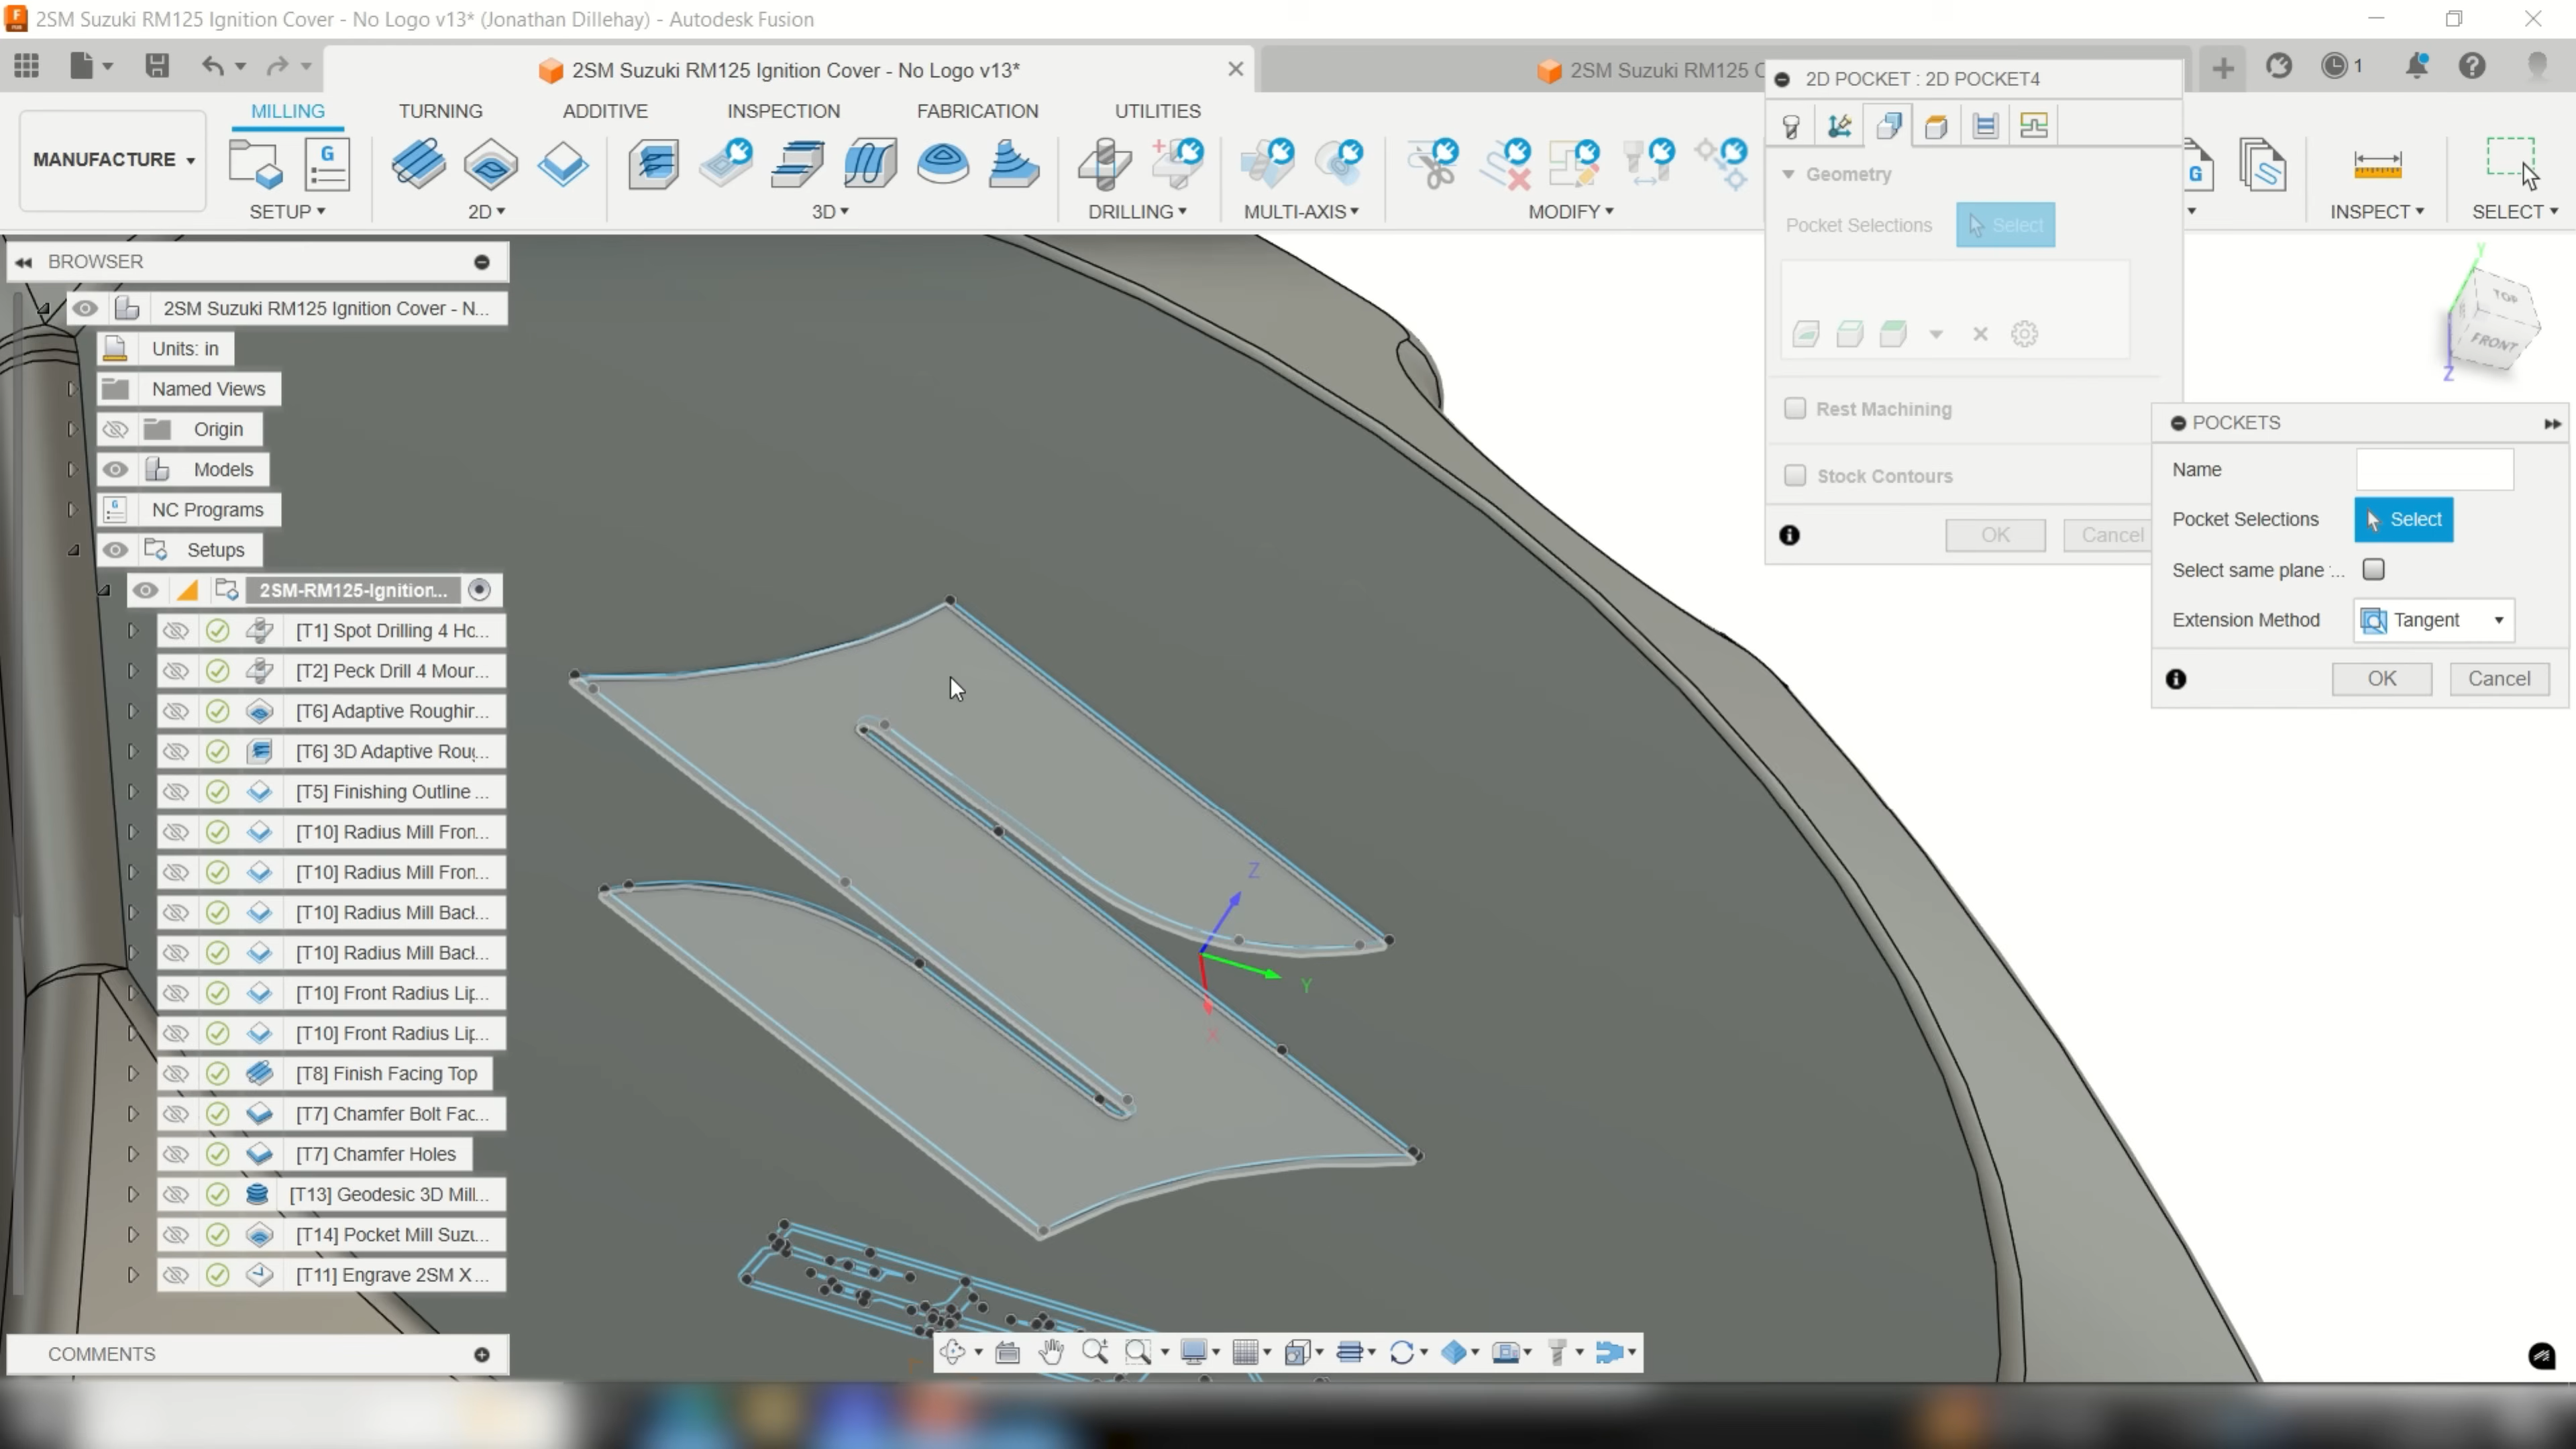 2SM Suzuki RM125 Ignition Cover - No Logo v13* (Jonathan Dillehay) - Autodesk Fusion
2SM Suzuki RM125 Ignition Cover - No Logo v13*
2SM Suzuki RM125 C
1
MANUFACTURE
MILLING
TURNING
ADDITIVE
INSPECTION
FABRICATION
UTILITIES
SETUP
2D
3D
DRILLING
MULTI-AXIS
MODIFY
INSPECT
SELECT
2D POCKET : 2D POCKET4
Geometry
Pocket Selections
Select
Rest Machining
Stock Contours
OK
Cancel
Y
TOP
FRONT
Z
POCKETS
Name
Pocket Selections
Select
Select same plane ...
Extension Method
Tangent
OK
Cancel
BROWSER
2SM Suzuki RM125 Ignition Cover - N...
Units: in
Named Views
Origin
Models
NC Programs
Setups
2SM-RM125-Ignition...
[T1] Spot Drilling 4 Ho...
[T2] Peck Drill 4 Moun...
[T6] Adaptive Roughin...
[T6] 3D Adaptive Roug...
[T5] Finishing Outline ...
[T10] Radius Mill Fron...
[T10] Radius Mill Fron...
[T10] Radius Mill Back...
[T10] Radius Mill Back...
[T10] Front Radius Lip...
[T10] Front Radius Lip...
[T8] Finish Facing Top
[T7] Chamfer Bolt Fac...
[T7] Chamfer Holes
[T13] Geodesic 3D Mill...
[T14] Pocket Mill Suzu...
[T11] Engrave 2SM X ...
Z
Y
X
COMMENTS